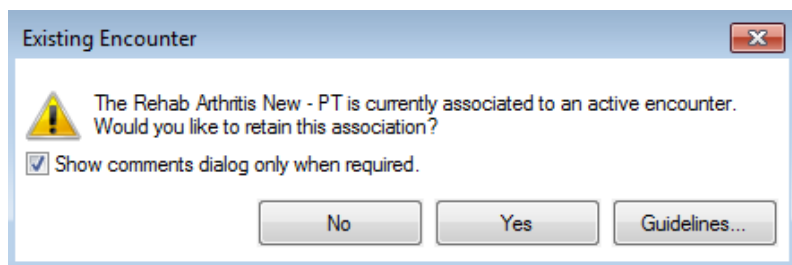 Existing Encounter
The Rehab Arthritis New - PT is currently associated to an active encounter.
Would you like to retain this association?
Show comments dialog only when required.
No
Yes
Guidelines...